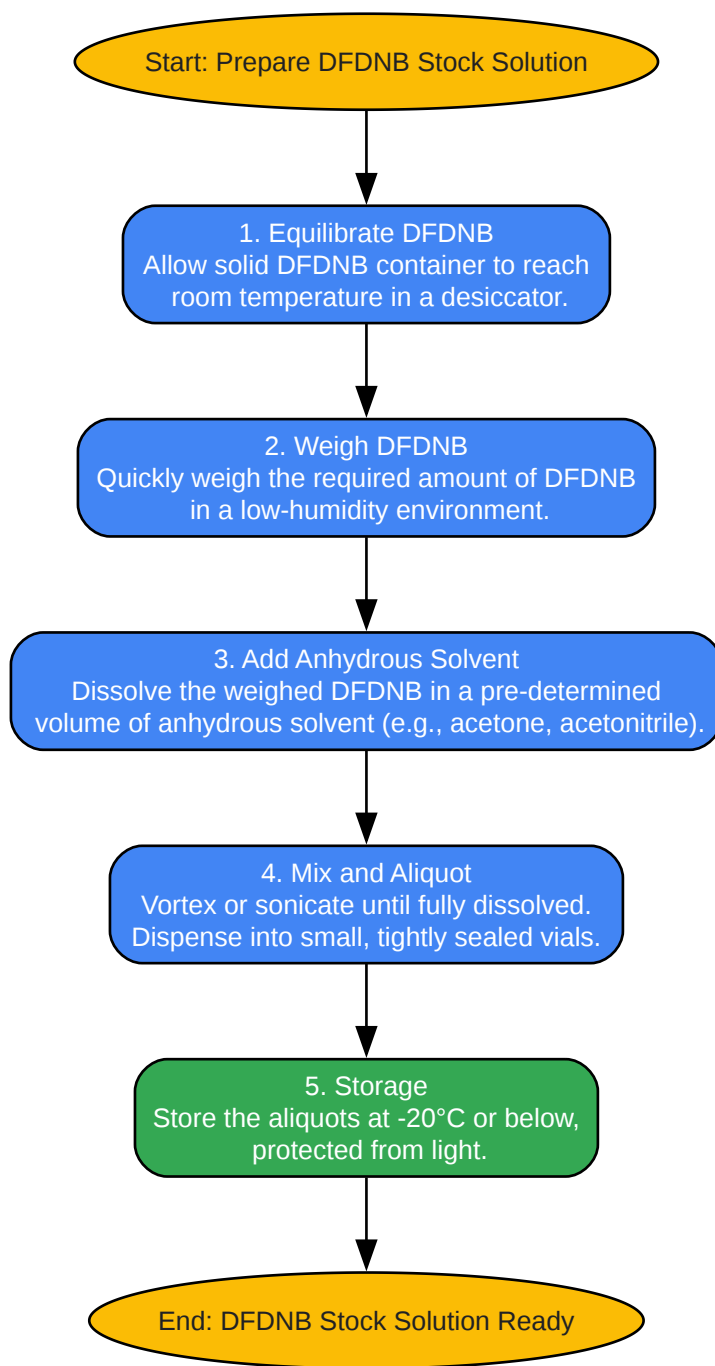 Start: Prepare DFDNB Stock Solution
1. Equilibrate DFDNB
Allow solid DFDNB container to reach
room temperature in a desiccator.
2. Weigh DFDNB
Quickly weigh the required amount of DFDNB
in a low-humidity environment.
3. Add Anhydrous Solvent
Dissolve the weighed DFDNB in a pre-determined
volume of anhydrous solvent (e.g., acetone, acetonitrile).
4. Mix and Aliquot
Vortex or sonicate until fully dissolved.
Dispense into small, tightly sealed vials.
5. Storage
Store the aliquots at -20°C or below,
protected from light.
End: DFDNB Stock Solution Ready